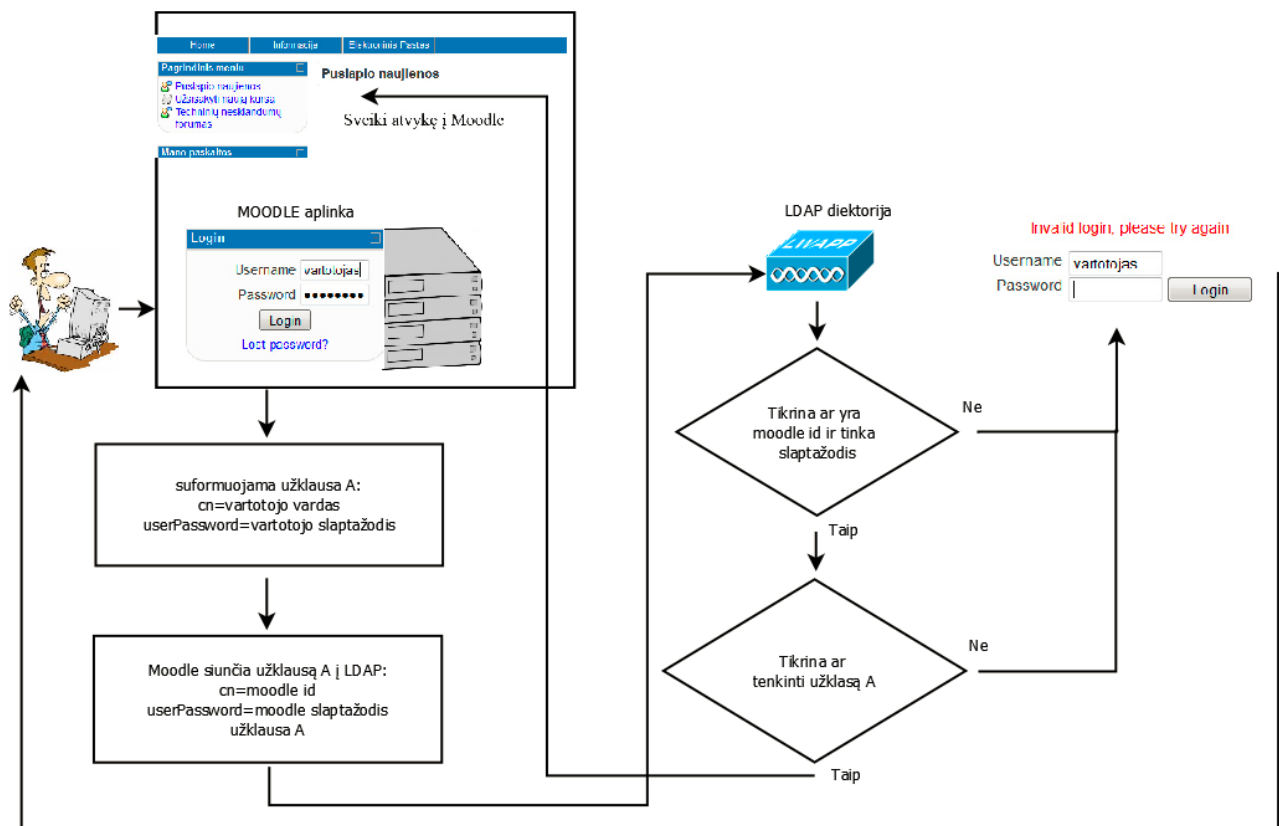 Home Informacija Elektroninis Pastas
Pagrindinis meniu
Puslapio naujienos
Puslapio naujienos
Užsisakyti naują kursą
Techninių nesklandumų
forumas
Sveiki atvykę į Moodle
Mano paskaitos
MOODLE aplinka
Login
Username vartotojas
Password
Login
Lost password?
LDAP diektorija
LWAPP
Invalid login, please try again
Username vartotojas
Password Login
Tikrina ar yra
moodle id ir tinka
slaptažodis
Ne
Taip
suformuojama užklausa A:
cn=vartotojo vardas
userPassword=vartotojo slaptažodis
Moodle siunčia užklausą A į LDAP:
cn=moodle id
userPassword=moodle slaptažodis
užklausa A
Tikrina ar
tenkinti užklasą A
Ne
Taip